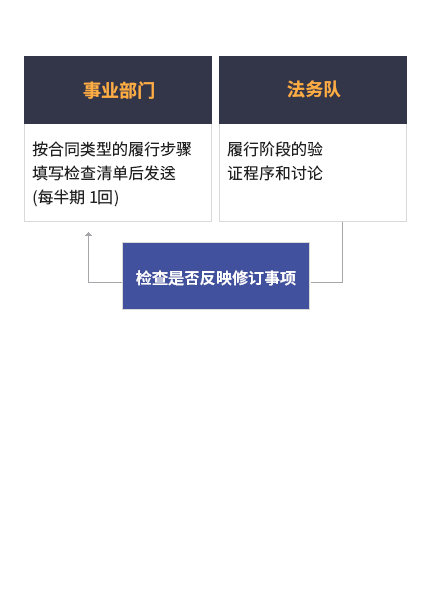 事业部门
按合同类型的履行步骤
填写检查清单后发送
(每半期 1回)
法务队
履行阶段的验
证程序和讨论
检查是否反映修订事项